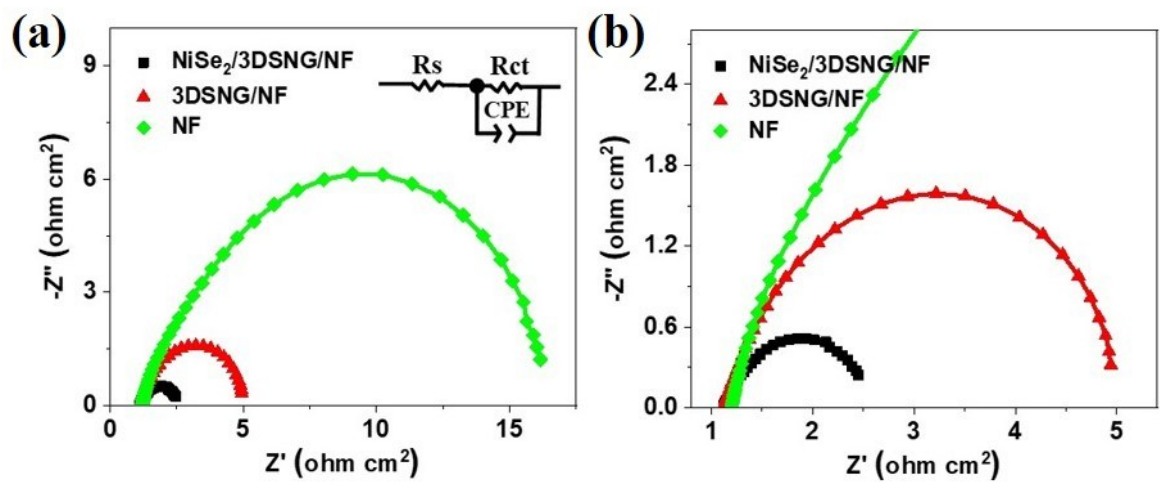 (a)
NiSe₂/3DSNG/NF
3DSNG/NF
NF
Rs
Rct
CPE
9
6
3
0
-Z" (ohm cm²)
0
5
10
15
Z' (ohm cm²)
(b)
NiSe₂/3DSNG/NF
3DSNG/NF
NF
2.4
1.8
1.2
0.6
0.0
-Z" (ohm cm²)
1
2
3
4
5
Z' (ohm cm²)